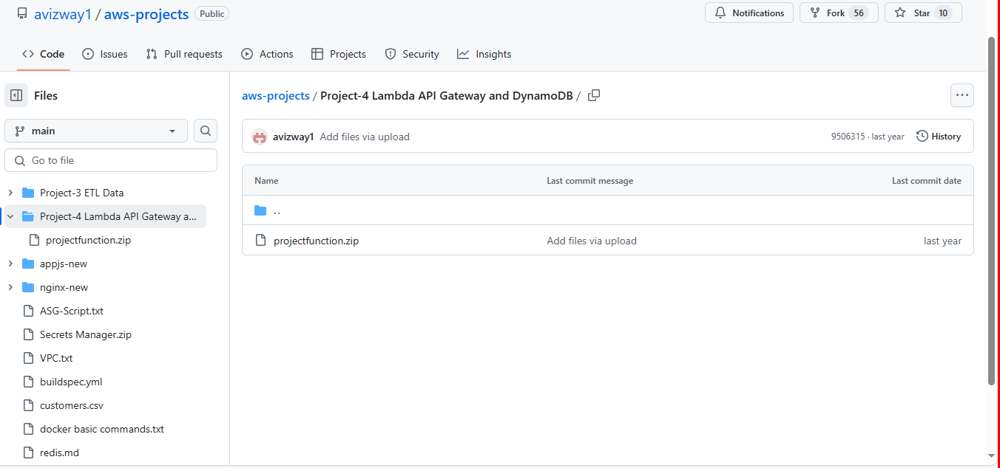 avizway1 / aws-projects Public
Notifications Fork 56 Star 10
Code Issues Pull requests Actions Projects Security Insights
Files
main
Go to file
Project-3 ETL Data
Project-4 Lambda API Gateway a...
projectfunction.zip
appjs-new
nginx-new
ASG-Script.txt
Secrets Manager.zip
VPC.txt
buildspec.yml
customers.csv
docker basic commands.txt
redis.md
aws-projects / Project-4 Lambda API Gateway and DynamoDB /
avizway1 Add files via upload 9506315 · last year History
Name Last commit message Last commit date
..
projectfunction.zip Add files via upload last year